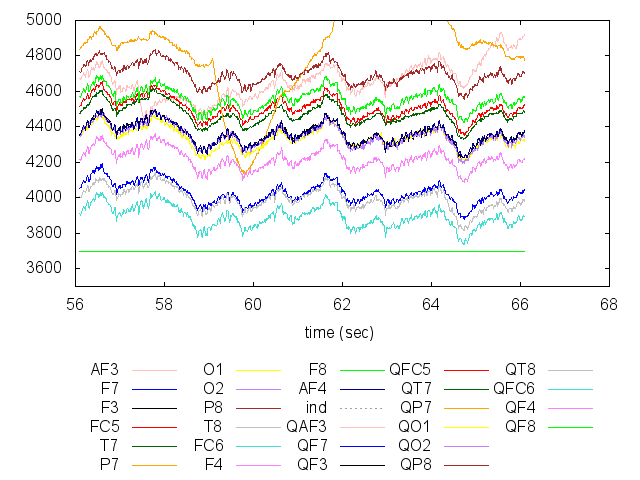 5000
4800
4600
4400
4200
4000
3800
3600
56 58 60 62 64 66 68
time (sec)
AF3 O1 F8 QFC5 QT8
F7 O2 AF4 QT7 QFC6
F3 P8 ind QP7 QF4
FC5 T8 QAF3 QO1 QF8
T7 FC6 QF7 QO2
P7 F4 QF3 QP8